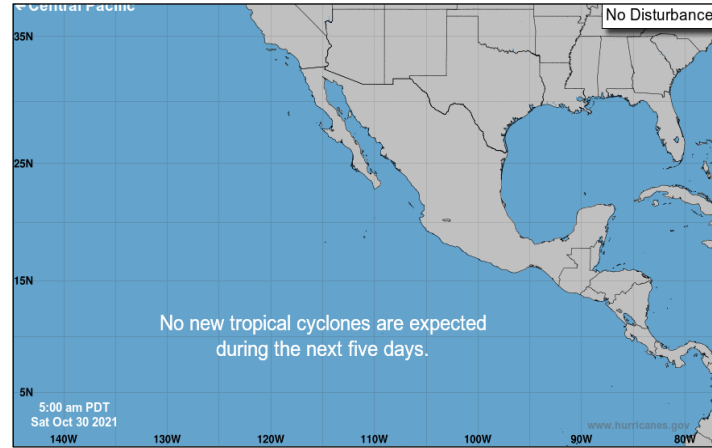 ← Central Pacific
No Disturbance
35N
25N
15N
No new tropical cyclones are expected
during the next five days.
5N
5:00 am PDT
Sat Oct 30 2021
www.hurricanes.gov
140W 130W 120W 110W 100W 90W 80W